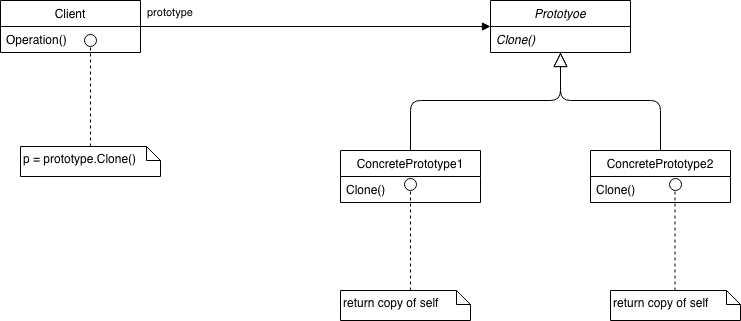 Client
prototype
Prototyoe
Operation()
Clone()
p = prototype.Clone()
ConcretePrototype1
ConcretePrototype2
Clone()
Clone()
return copy of self
return copy of self